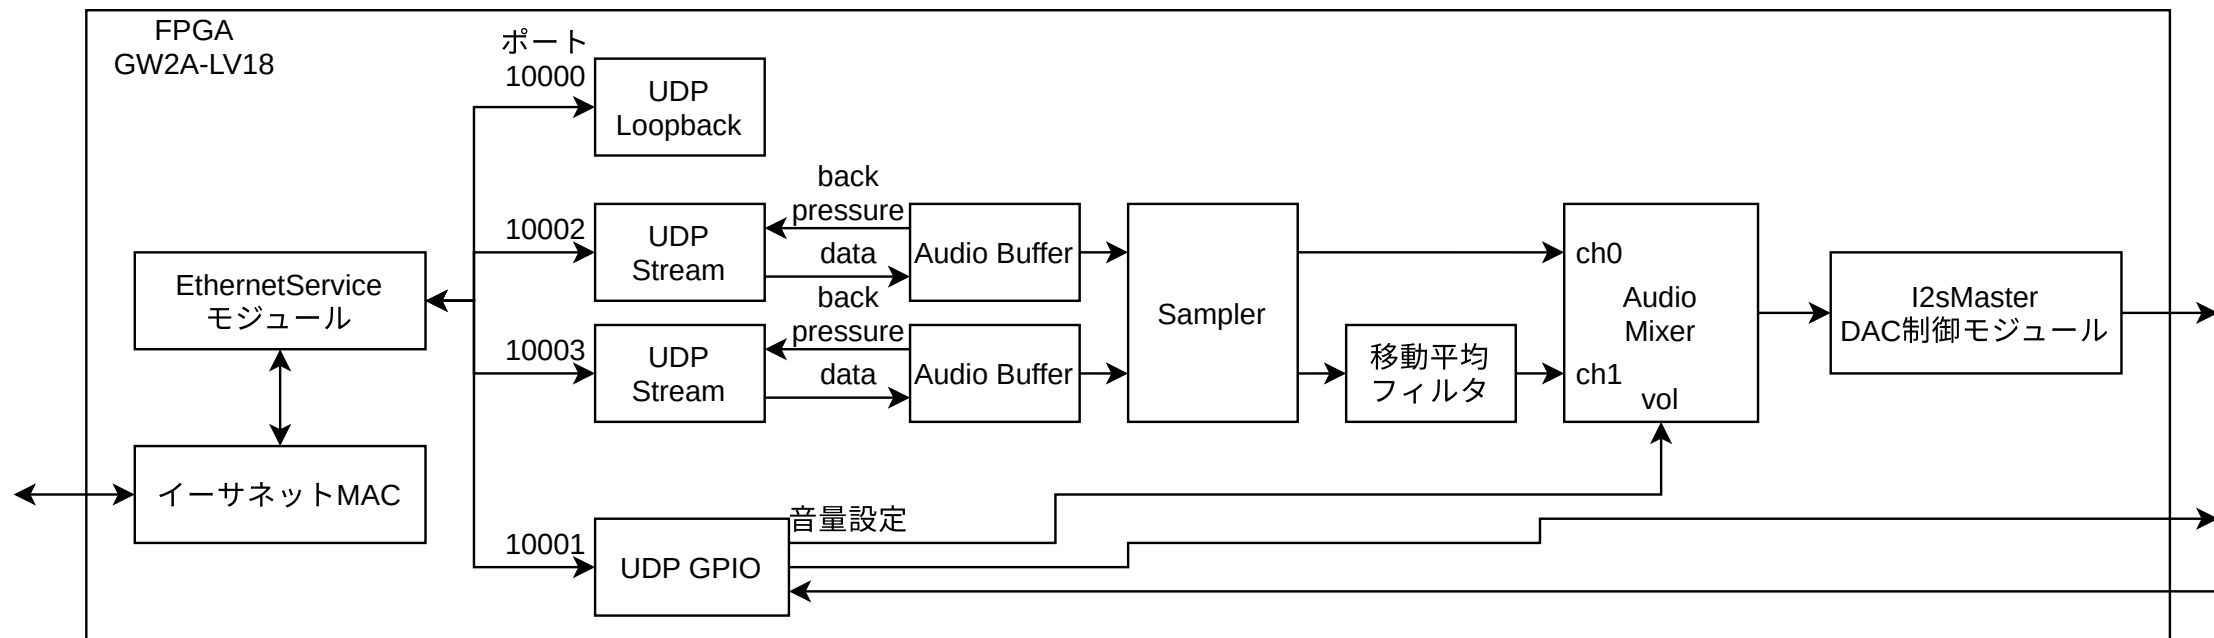 FPGA
GW2A-LV18
ポート
10000
UDP
Loopback
back
pressure
10002
UDP
Stream
data
Audio Buffer
EthernetService
モジュール
back
pressure
10003
UDP
Stream
data
Audio Buffer
Sampler
移動平均
フィルタ
ch0
Audio
Mixer
ch1
vol
I2sMaster
DAC制御モジュール
イーサネットMAC
音量設定
10001
UDP GPIO